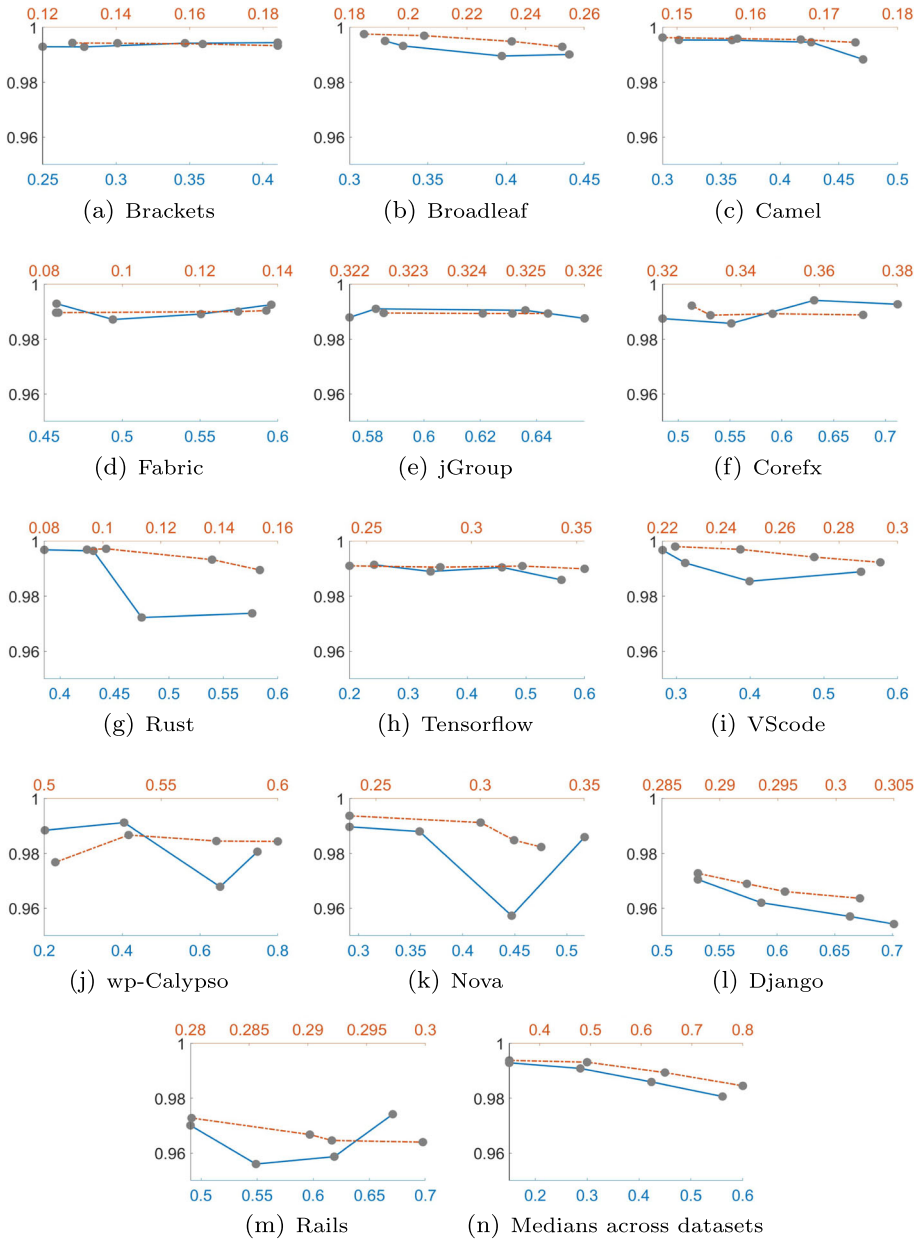 0.12 0.14 0.16 0.18
1
0.98
0.96
0.25 0.3 0.35 0.4
(a) Brackets
0.18 0.2 0.22 0.24 0.26
1
0.98
0.96
0.3 0.35 0.4 0.45
(b) Broadleaf
0.15 0.16 0.17 0.18
1
0.98
0.96
0.3 0.35 0.4 0.45 0.5
(c) Camel
0.08 0.1 0.12 0.14
1
0.98
0.96
0.45 0.5 0.55 0.6
(d) Fabric
0.322 0.323 0.324 0.325 0.326
1
0.98
0.96
0.58 0.6 0.62 0.64
(e) jGroup
0.32 0.34 0.36 0.38
1
0.98
0.96
0.5 0.55 0.6 0.65 0.7
(f) Corefx
0.08 0.1 0.12 0.14 0.16
1
0.98
0.96
0.4 0.45 0.5 0.55 0.6
(g) Rust
0.25 0.3 0.35
1
0.98
0.96
0.2 0.3 0.4 0.5 0.6
(h) Tensorflow
0.22 0.24 0.26 0.28 0.3
1
0.98
0.96
0.3 0.4 0.5 0.6
(i) VScode
0.5 0.55 0.6
1
0.98
0.96
0.2 0.4 0.6 0.8
(j) wp-Calypso
0.25 0.3 0.35
1
0.98
0.96
0.3 0.35 0.4 0.45 0.5
(k) Nova
0.285 0.29 0.295 0.3 0.305
1
0.98
0.96
0.5 0.55 0.6 0.65 0.7
(l) Django
0.28 0.285 0.29 0.295 0.3
1
0.98
0.96
0.5 0.55 0.6 0.65 0.7
(m) Rails
0.4 0.5 0.6 0.7 0.8
1
0.98
0.96
0.2 0.3 0.4 0.5 0.6
(n) Medians across datasets